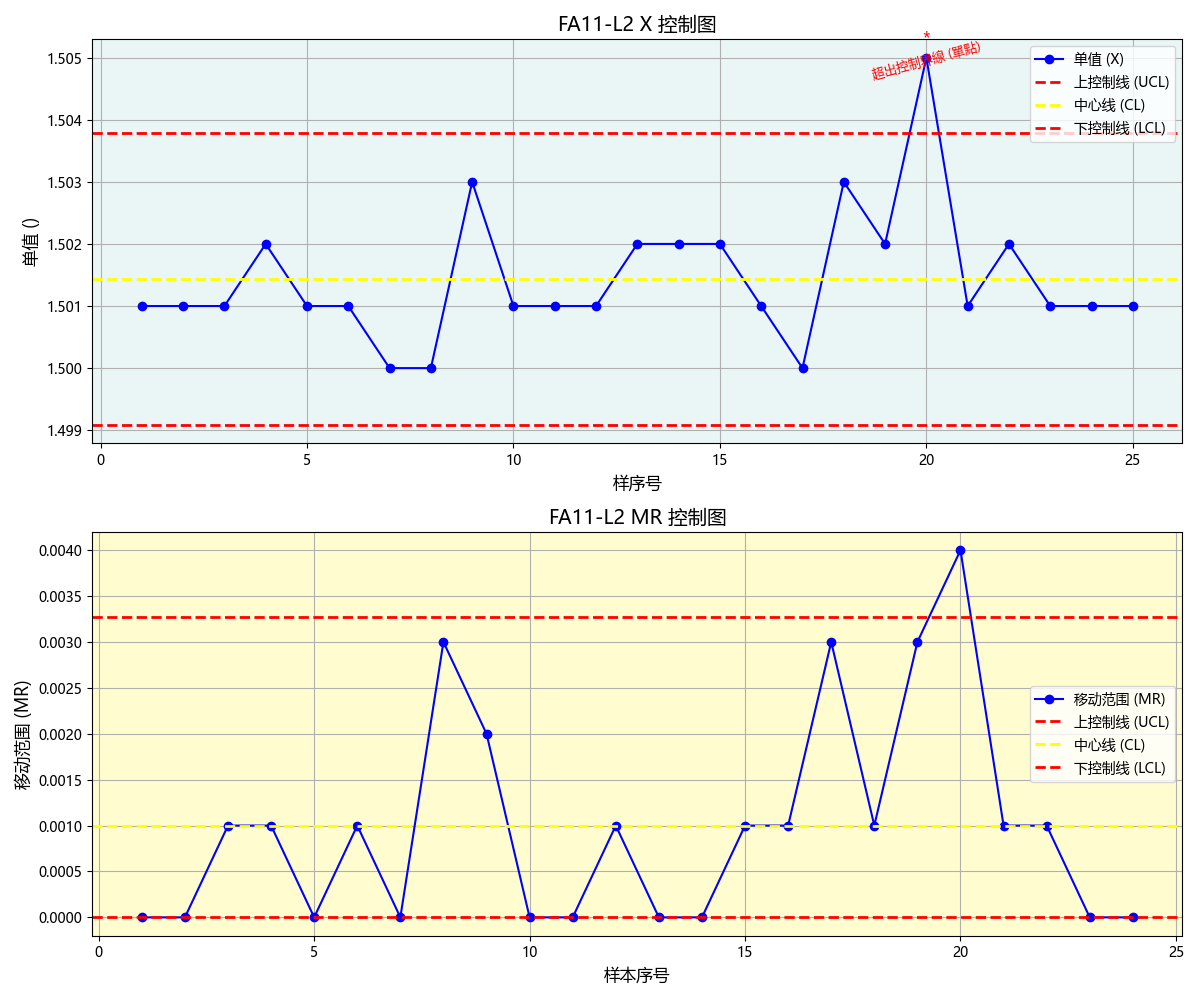 FA11-L2 X 控制图
*
超出控制界線 (單點)
单值 (X)
上控制线 (UCL)
中心线 (CL)
下控制线 (LCL)
单值 ()
1.505
1.504
1.503
1.502
1.501
1.500
1.499
0 5 10 15 20 25
样序号
FA11-L2 MR 控制图
移动范围 (MR)
0.0040
0.0035
0.0030
0.0025
0.0020
0.0015
0.0010
0.0005
0.0000
移动范围 (MR)
上控制线 (UCL)
中心线 (CL)
下控制线 (LCL)
0 5 10 15 20 25
样本序号